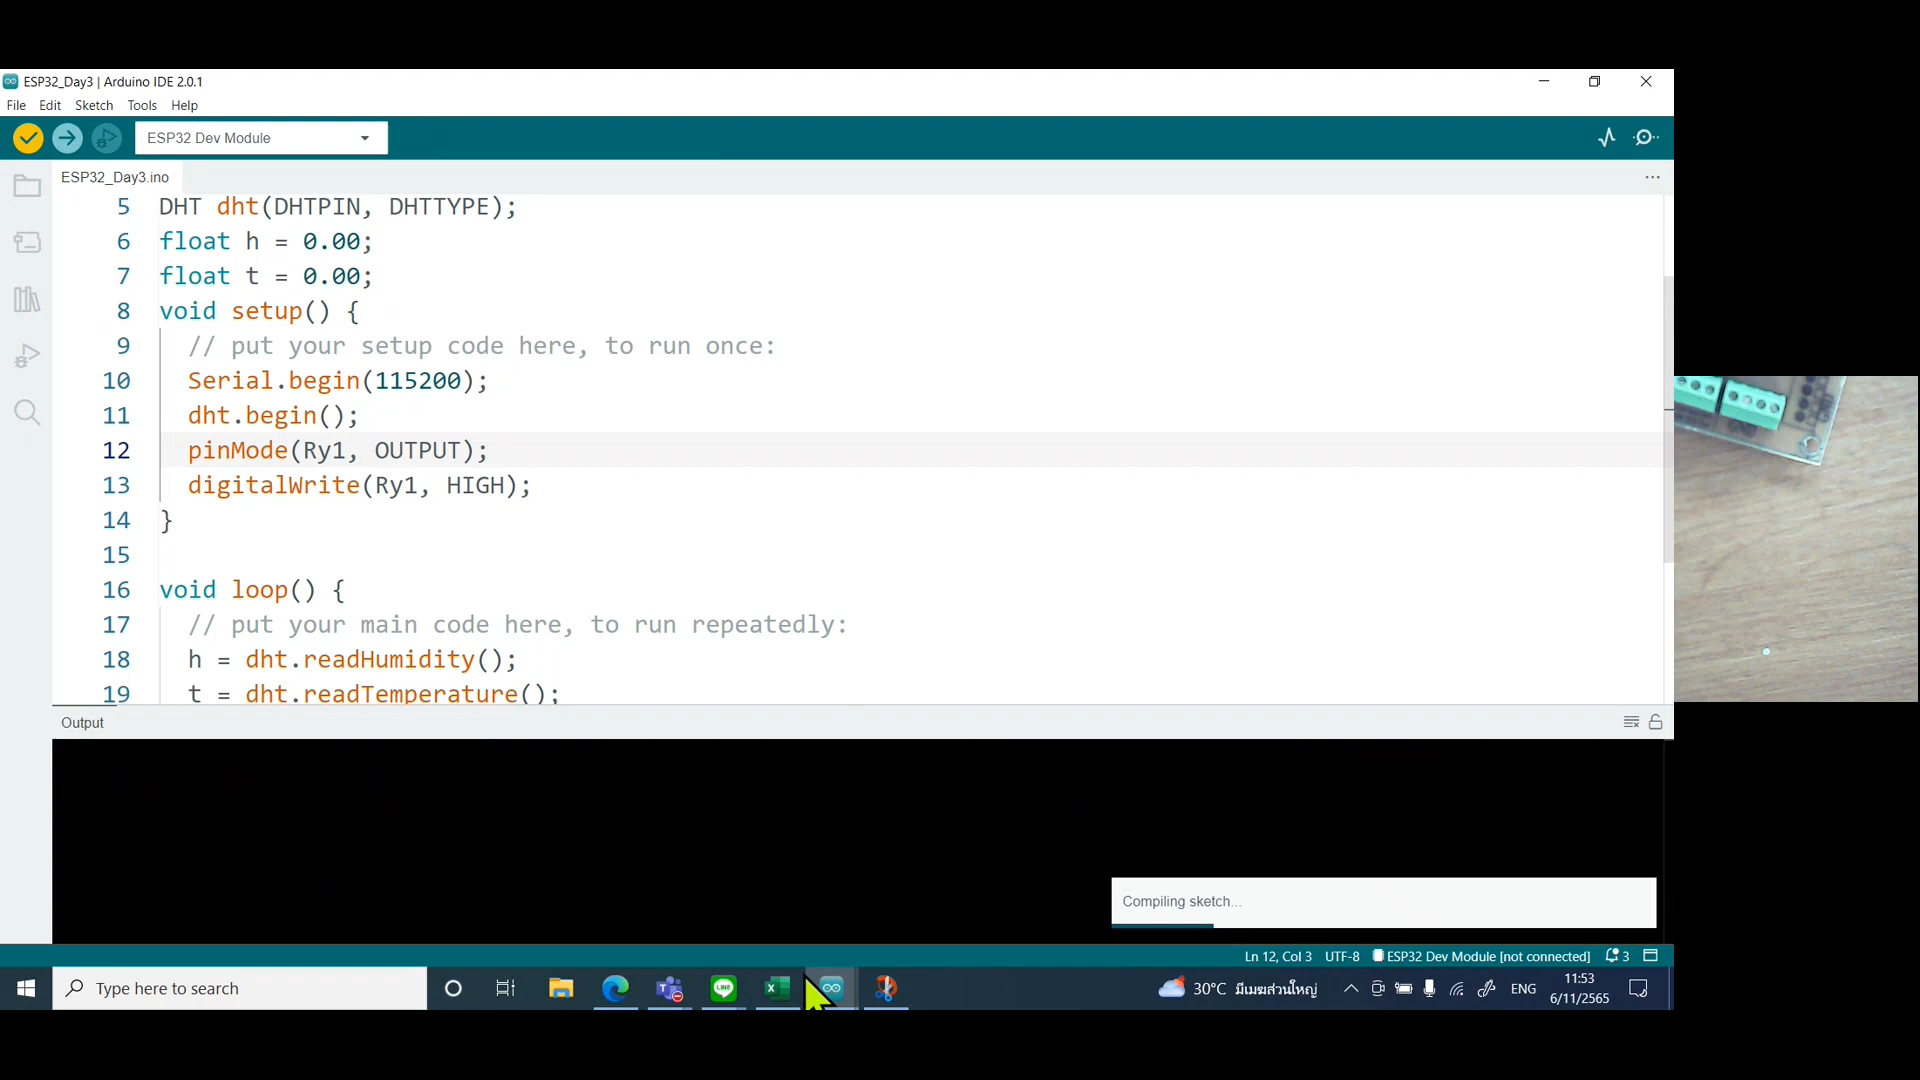 ESP32_Day3 | Arduino IDE 2.0.1
File Edit Sketch Tools Help
ESP32 Dev Module
ESP32_Day3.ino
5 DHT dht(DHTPIN, DHTTYPE);
6 float h = 0.00;
7 float t = 0.00;
8 void setup() {
9 // put your setup code here, to run once:
10 Serial.begin(115200);
11 dht.begin();
12 pinMode(Ry1, OUTPUT);
13 digitalWrite(Ry1, HIGH);
14 }
15
16 void loop() {
17 // put your main code here, to run repeatedly:
18 h = dht.readHumidity();
19 t = dht.readTemperature();
Output
Compiling sketch...
Ln 12, Col 3 UTF-8 ESP32 Dev Module [not connected] 3
Type here to search
LINE
30°C มีเมฆส่วนใหญ่ ENG 11:53
6/11/2565